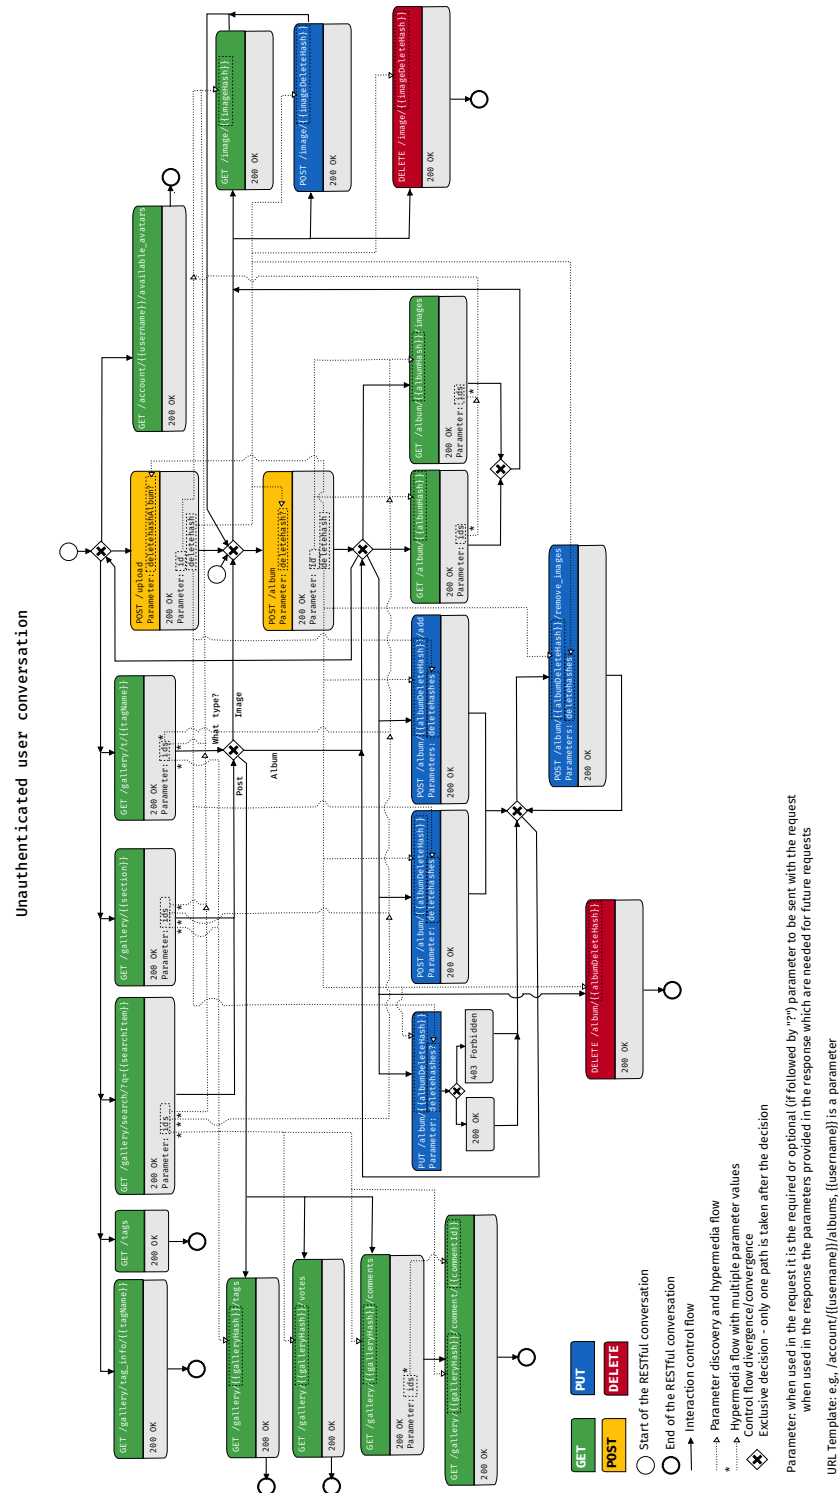 Unauthenticated user conversation
GET /gallery/tag_info/{{tagName}}
200 OK
GET /tags
200 OK
GET /gallery/search/?q={{searchItem}}
200 OK
Parameter: ids
* * *
*
GET /gallery/{{section}}
200 OK
Parameter: ids
* * *
*
GET /gallery/t/{{tagName}}
200 OK
Parameter: ids
*
* *
*
What type?
Post
Image
Album
POST /upload
Parameter: deletehashAlbum?
200 OK
Parameter: id
deletehash
GET /account/{{username}}/available_avatars
200 OK
GET /image/{{imageHash}}
200 OK
POST /image/{{imageDeleteHash}}
200 OK
DELETE /image/{{imageDeleteHash}}
200 OK
POST /album
Parameter: deletehash?
200 OK
Parameter: id
deletehash
GET /album/{{albumHash}}
200 OK
Parameter: ids
*
GET /album/{{albumHash}}/images
200 OK
Parameter: ids
*
PUT /album/{{albumDeleteHash}}
Parameter: deletehashes?
200 OK
403 Forbidden
POST /album/{{albumDeleteHash}}
Parameter: deletehashes
200 OK
POST /album/{{albumDeleteHash}}/add
Parameters: deletehashes
200 OK
POST /album/{{albumDeleteHash}}/remove_images
Parameters: deletehashes
200 OK
DELETE /album/{{albumDeleteHash}}
200 OK
GET /gallery/{{galleryHash}}/tags
200 OK
GET /gallery/{{galleryHash}}/votes
200 OK
GET /gallery/{{galleryHash}}/comments
200 OK
Parameter: ids
*
GET /gallery/{{galleryHash}}/comment/{{commentId}}
200 OK
GET
PUT
POST
DELETE
Start of the RESTful conversation
End of the RESTful conversation
Interaction control flow
Parameter discovery and hypermedia flow
* Hypermedia flow with multiple parameter values
Control flow divergence/convergence
Exclusive decision - only one path is taken after the decision
Parameter: when used in the request it is the required or optional (if followed by "?") parameter to be sent with the request
when used in the response the parameters provided in the response which are needed for future requests
URL Template: e.g., /account/{{username}}/albums, {{username}} is a parameter